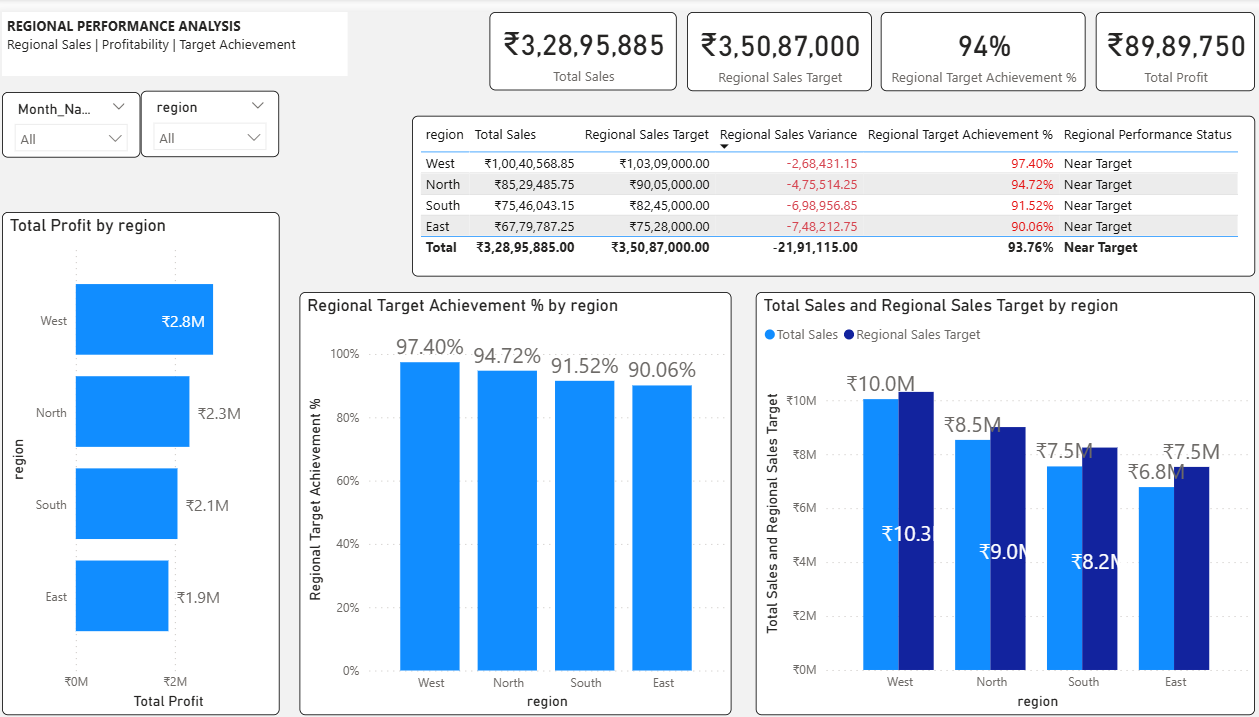 REGIONAL PERFORMANCE ANALYSIS
Regional Sales | Profitability | Target Achievement
₹3,28,95,885
Total Sales
₹3,50,87,000
Regional Sales Target
94%
Regional Target Achievement %
₹89,89,750
Total Profit
Month_Na...
All
region
All
region Total Sales Regional Sales Target Regional Sales Variance Regional Target Achievement % Regional Performance Status
West ₹1,00,40,568.85 ₹1,03,09,000.00 -2,68,431.15 97.40% Near Target
North ₹85,29,485.75 ₹90,05,000.00 -4,75,514.25 94.72% Near Target
South ₹75,46,043.15 ₹82,45,000.00 -6,98,956.85 91.52% Near Target
East ₹67,79,787.25 ₹75,28,000.00 -7,48,212.75 90.06% Near Target
Total ₹3,28,95,885.00 ₹3,50,87,000.00 -21,91,115.00 93.76% Near Target
Total Profit by region
region
West ₹2.8M
North ₹2.3M
South ₹2.1M
East ₹1.9M
₹0M ₹2M
Total Profit
Regional Target Achievement % by region
Regional Target Achievement %
97.40% 94.72% 91.52% 90.06%
100%
80%
60%
40%
20%
0%
West North South East
region
Total Sales and Regional Sales Target by region
Total Sales Regional Sales Target
Total Sales and Regional Sales Target
₹10.0M ₹8.5M ₹7.5M ₹6.8M ₹7.5M
₹10.3 ₹9.0M ₹8.2M
₹10M
₹8M
₹6M
₹4M
₹2M
₹0M
West North South East
region